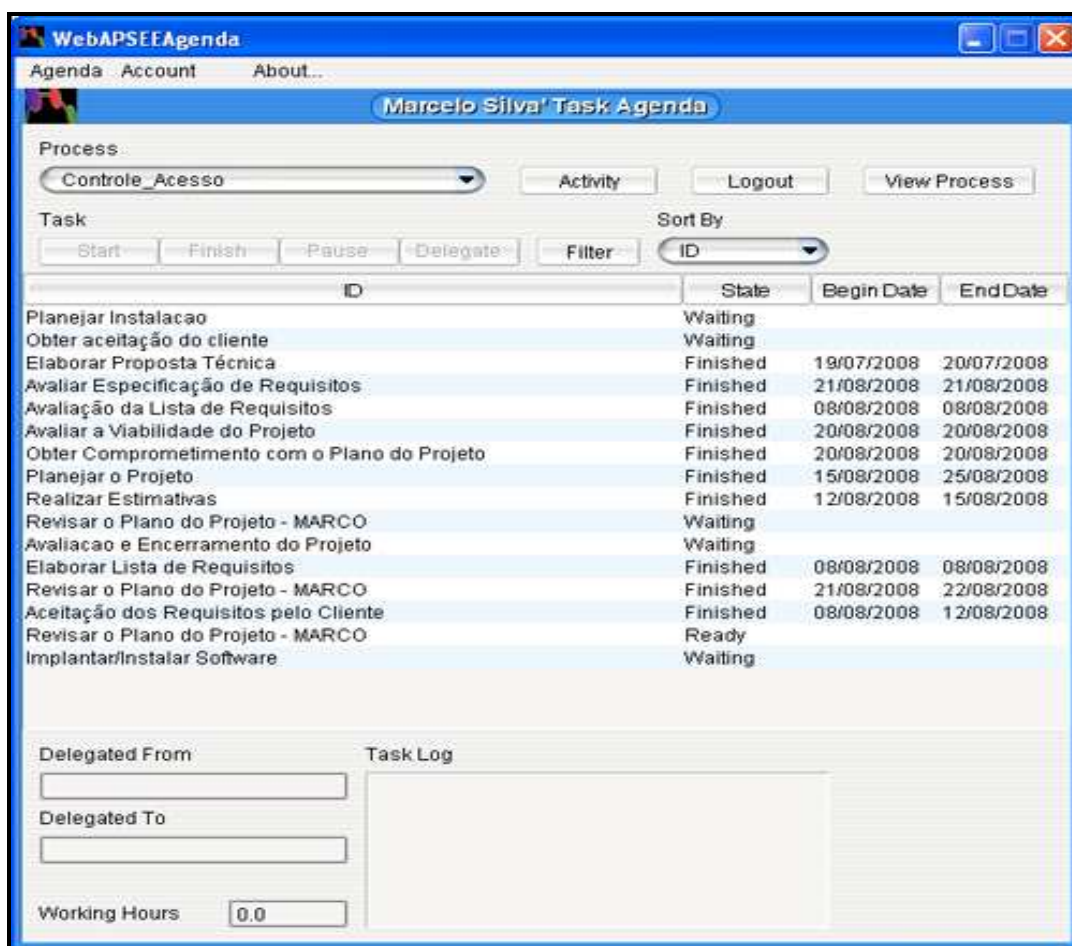 WebAPSEEAgenda
Agenda Account About...
Marcelo Silva' Task Agenda
Process
Controle_Acesso Activity Logout View Process
Task Sort By
Start Finish Pause Delegate Filter ID
ID State Begin Date End Date
Planejar Instalacao Waiting
Obter aceitação do cliente Waiting
Elaborar Proposta Técnica Finished 19/07/2008 20/07/2008
Avaliar Especificação de Requisitos Finished 21/08/2008 21/08/2008
Avaliação da Lista de Requisitos Finished 08/08/2008 08/08/2008
Avaliar a Viabilidade do Projeto Finished 20/08/2008 20/08/2008
Obter Comprometimento com o Plano do Projeto Finished 20/08/2008 20/08/2008
Planejar o Projeto Finished 15/08/2008 25/08/2008
Realizar Estimativas Finished 12/08/2008 15/08/2008
Revisar o Plano do Projeto - MARCO Waiting
Avaliacao e Encerramento do Projeto Waiting
Elaborar Lista de Requisitos Finished 08/08/2008 08/08/2008
Revisar o Plano do Projeto - MARCO Finished 21/08/2008 22/08/2008
Aceitação dos Requisitos pelo Cliente Finished 08/08/2008 12/08/2008
Revisar o Plano do Projeto - MARCO Ready
Implantar/Instalar Software Waiting
Delegated From Task Log
Delegated To
Working Hours 0.0